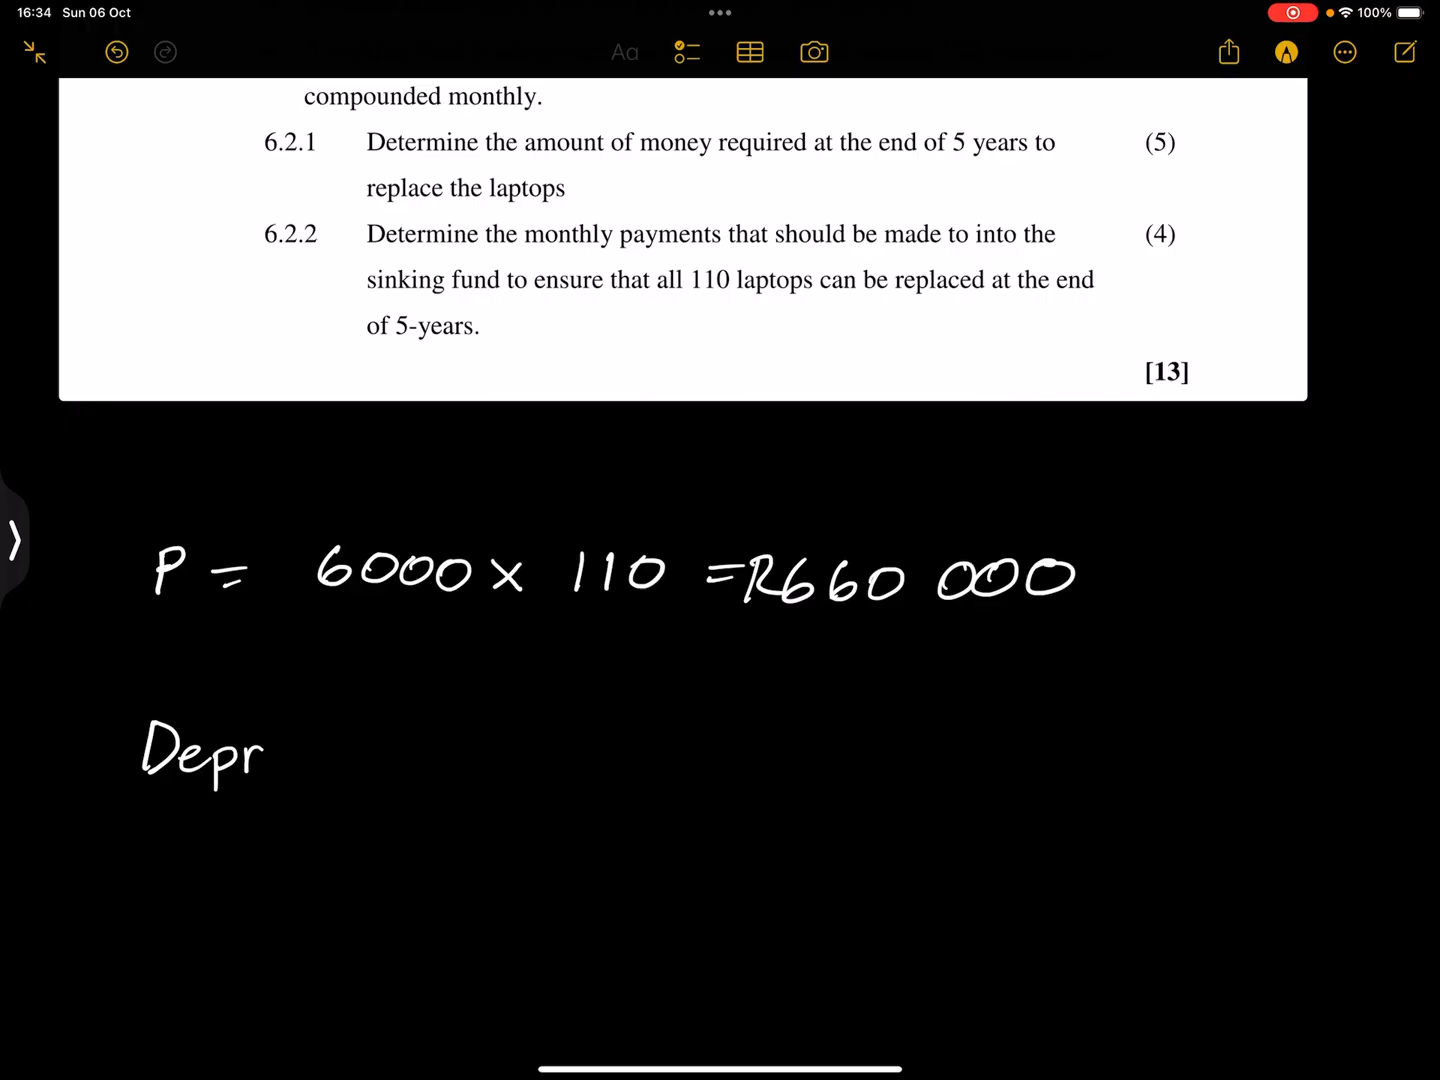 16:34 Sun 06 Oct 100%
Aa
compounded monthly.
6.2.1 Determine the amount of money required at the end of 5 years to (5)
replace the laptops
6.2.2 Determine the monthly payments that should be made to into the (4)
sinking fund to ensure that all 110 laptops can be replaced at the end
of 5-years.
[13]
P = 6000 x 110 = R660 000
Depr